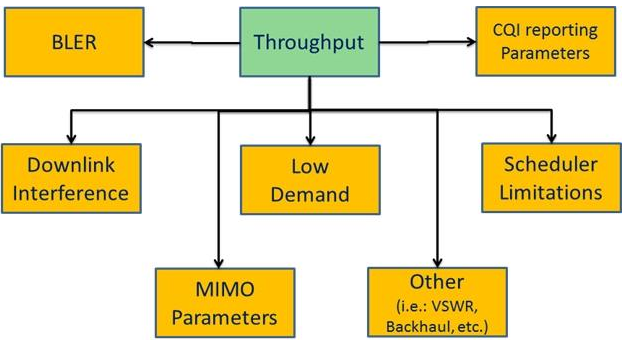 BLER
Throughput
CQI reporting
Parameters
Downlink
Interference
Low
Demand
Scheduler
Limitations
MIMO
Parameters
Other
(i.e.: VSWR,
Backhaul, etc.)